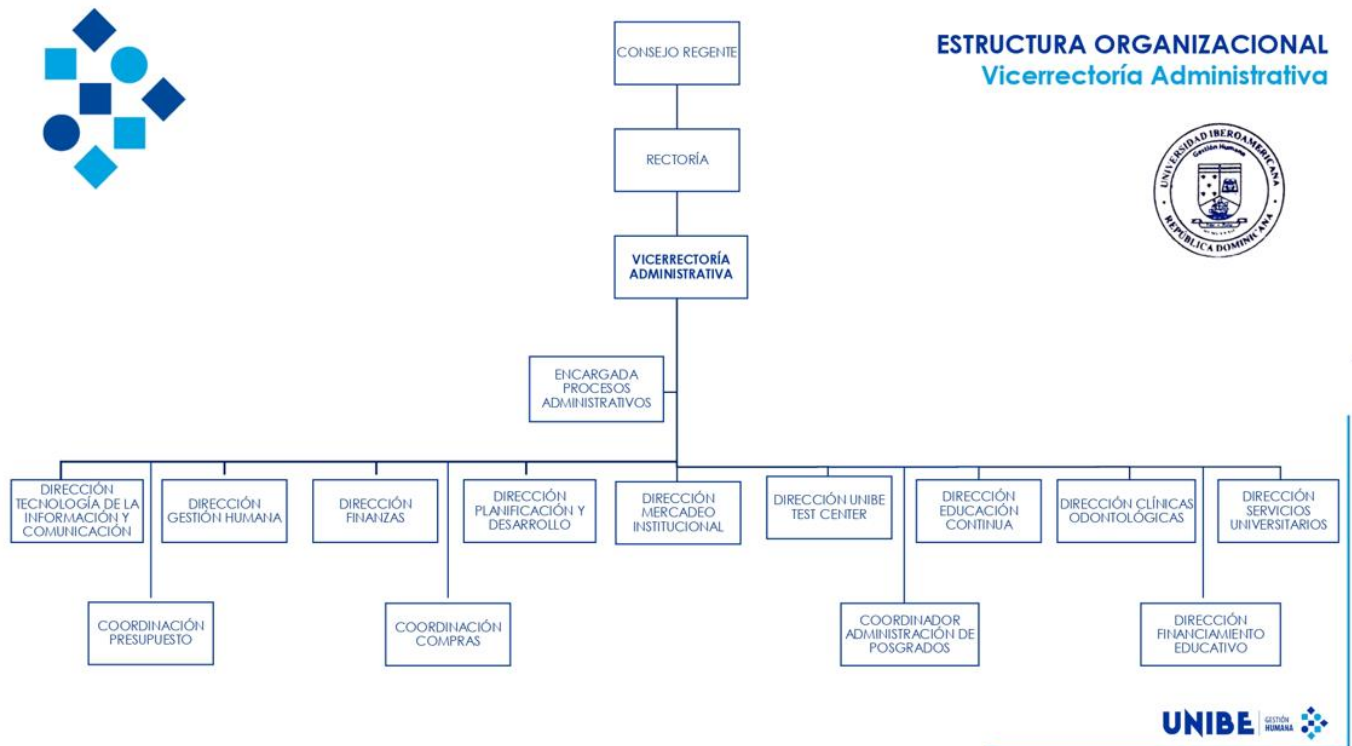 CONSEJO REGENTE
ESTRUCTURA ORGANIZACIONAL
Vicerrectoría Administrativa
UNIVERSIDAD IBEROAMERICANA
Gestión Humana
REPÚBLICA DOMINICANA
RECTORÍA
VICERRECTORÍA
ADMINISTRATIVA
ENCARGADA
PROCESOS
ADMINISTRATIVOS
DIRECCIÓN
TECNOLOGÍA DE LA
INFORMACIÓN Y
COMUNICACIÓN
DIRECCIÓN
GESTIÓN HUMANA
DIRECCIÓN
FINANZAS
DIRECCIÓN
PLANIFICACIÓN Y
DESARROLLO
DIRECCIÓN
MERCADEO
INSTITUCIONAL
DIRECCIÓN UNIBE
TEST CENTER
DIRECCIÓN
EDUCACIÓN
CONTINUA
DIRECCIÓN CLÍNICAS
ODONTOLÓGICAS
DIRECCIÓN
SERVICIOS
UNIVERSITARIOS
COORDINACIÓN
PRESUPUESTO
COORDINACIÓN
COMPRAS
COORDINADOR
ADMINISTRACIÓN DE
POSGRADOS
DIRECCIÓN
FINANCIAMIENTO
EDUCATIVO
UNIBE
GESTIÓN
HUMANA